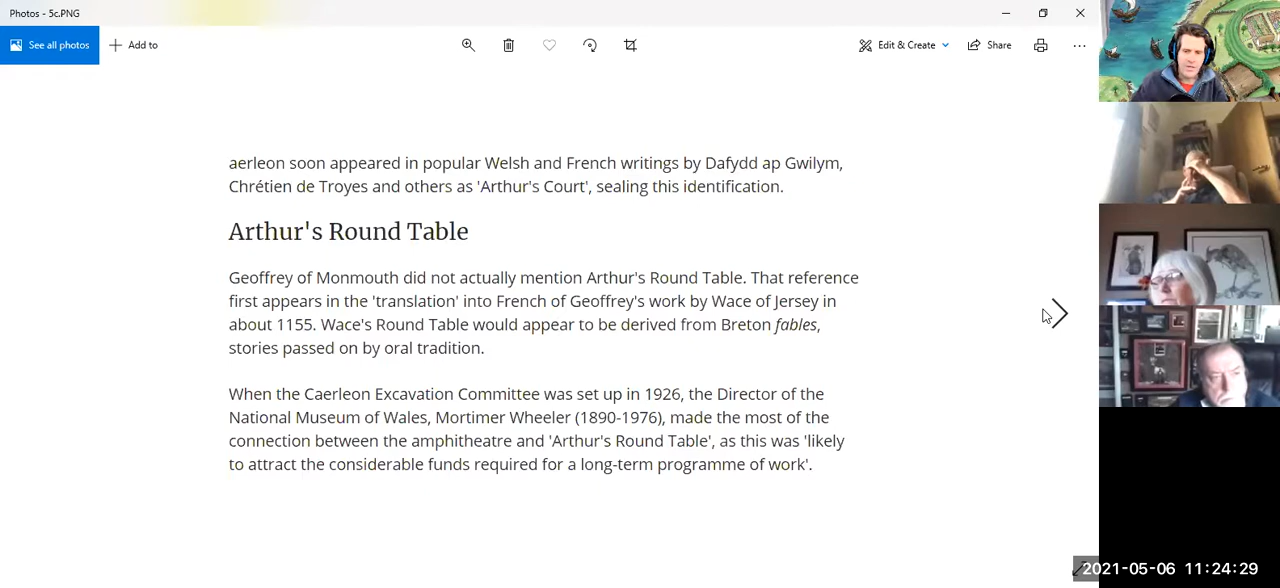 Photos - 5c.PNG
See all photos
Add to
Edit & Create
Share
aerleon soon appeared in popular Welsh and French writings by Dafydd ap Gwilym,
Chrétien de Troyes and others as 'Arthur's Court', sealing this identification.
Arthur's Round Table
Geoffrey of Monmouth did not actually mention Arthur's Round Table. That reference
first appears in the 'translation' into French of Geoffrey's work by Wace of Jersey in
about 1155. Wace's Round Table would appear to be derived from Breton fables,
stories passed on by oral tradition.
When the Caerleon Excavation Committee was set up in 1926, the Director of the
National Museum of Wales, Mortimer Wheeler (1890-1976), made the most of the
connection between the amphitheatre and 'Arthur's Round Table', as this was 'likely
to attract the considerable funds required for a long-term programme of work'.
2021-05-06 11:24:29